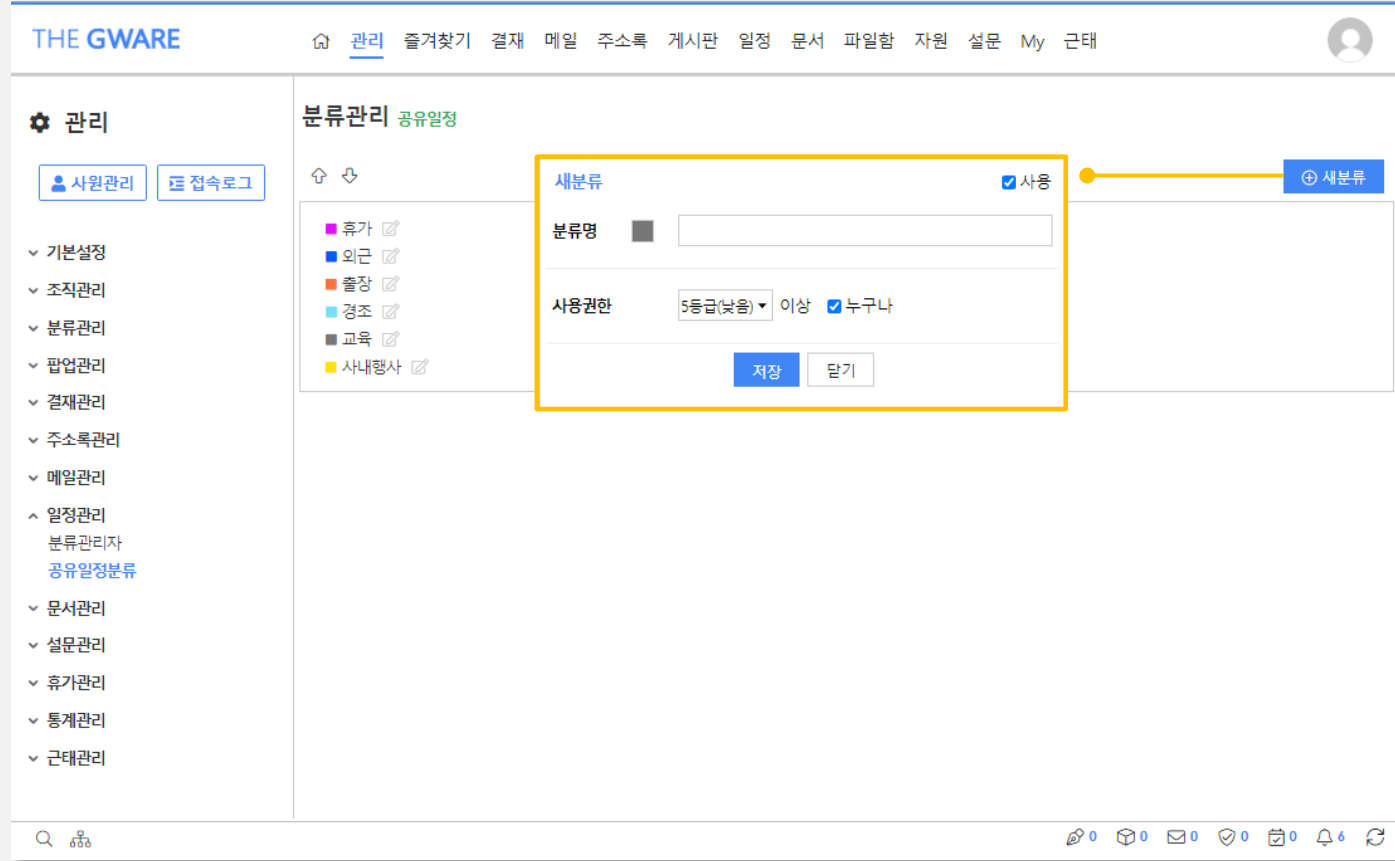 THE GWARE
관리 즐겨찾기 결재 메일 주소록 게시판 일정 문서 파일함 자원 설문 My 근태
관리
사원관리 접속로그
기본설정
조직관리
분류관리
팝업관리
결재관리
주소록관리
메일관리
일정관리
분류관리자
공유일정분류
문서관리
설문관리
휴가관리
통계관리
근태관리
분류관리 공유일정
새분류
휴가
외근
출장
경조
교육
사내행사
새분류 사용
분류명
사용권한 5등급(낮음) 이상 누구나
저장 닫기
0 0 0 0 0 6